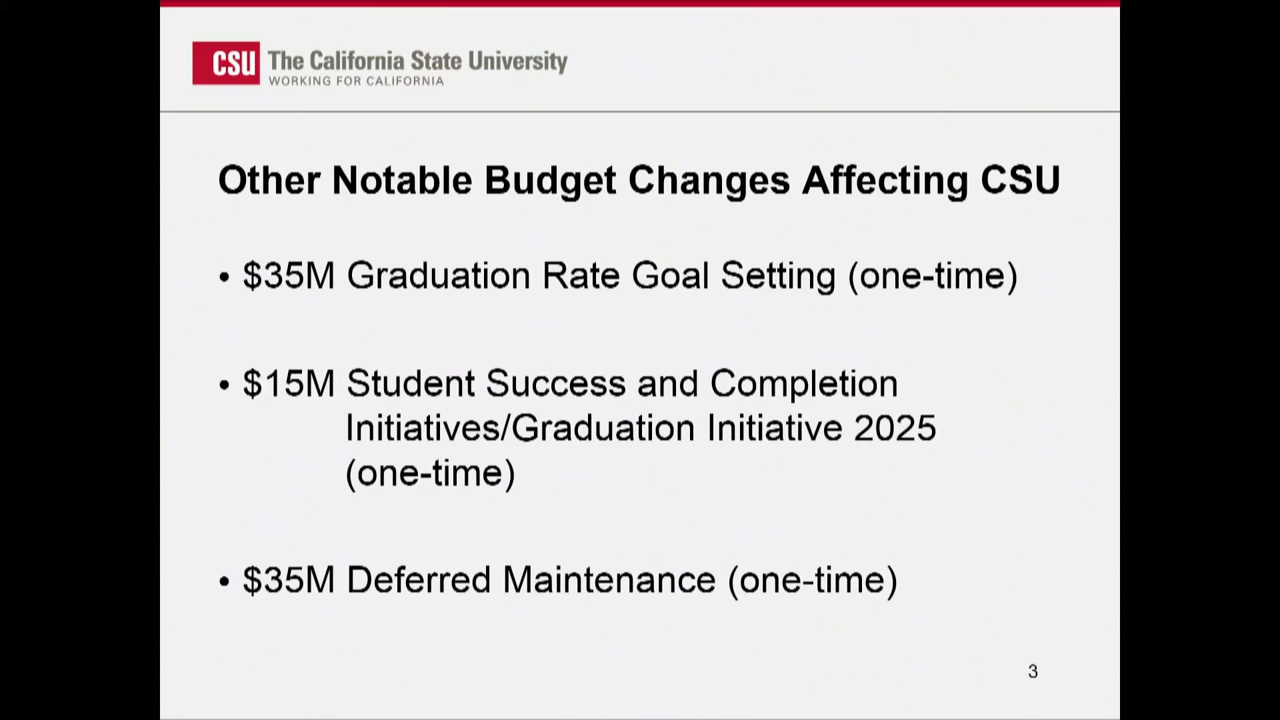 CSU The California State University
WORKING FOR CALIFORNIA
Other Notable Budget Changes Affecting CSU
• $35M Graduation Rate Goal Setting (one-time)
• $15M Student Success and Completion
Initiatives/Graduation Initiative 2025
(one-time)
• $35M Deferred Maintenance (one-time)
3